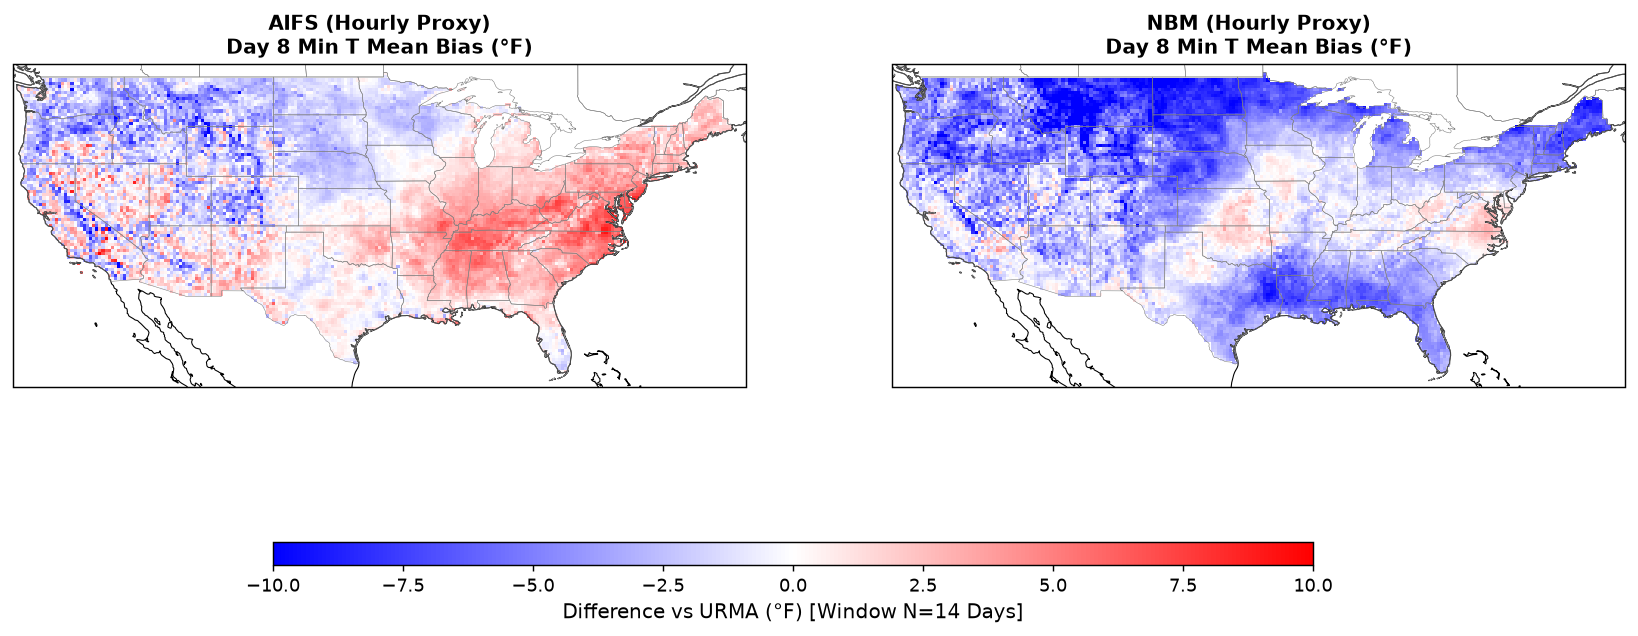 AIFS (Hourly Proxy)
Day 8 Min T Mean Bias (°F)
NBM (Hourly Proxy)
Day 8 Min T Mean Bias (°F)
−10.0 −7.5 −5.0 −2.5 0.0 2.5 5.0 7.5 10.0
Difference vs URMA (°F) [Window N=14 Days]